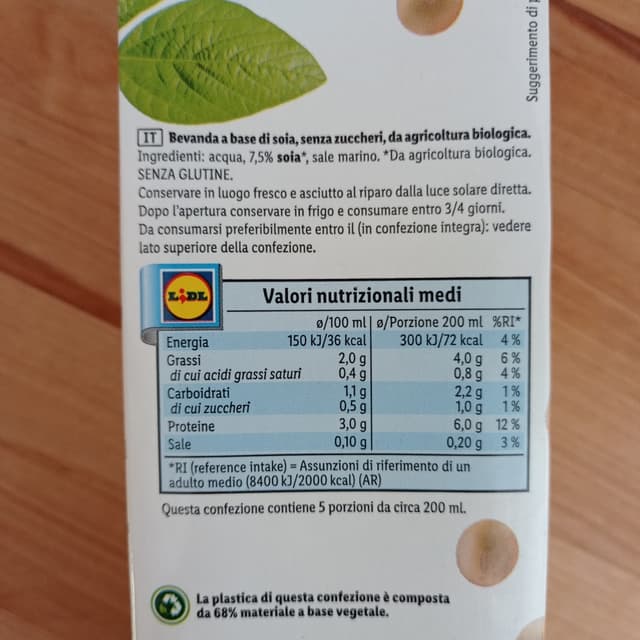 Suggerimento di
IT Bevanda a base di soia, senza zuccheri, da agricoltura biologica.
Ingredienti: acqua, 7,5% soia*, sale marino. *Da agricoltura biologica.
SENZA GLUTINE.
Conservare in luogo fresco e asciutto al riparo dalla luce solare diretta.
Dopo l'apertura conservare in frigo e consumare entro 3/4 giorni.
Da consumarsi preferibilmente entro il (in confezione integra): vedere
lato superiore della confezione.
LIDL
Valori nutrizionali medi
ø/100 ml ø/Porzione 200 ml %RI*
Energia 150 kJ/36 kcal 300 kJ/72 kcal 4 %
Grassi 2,0 g 4,0 g 6 %
di cui acidi grassi saturi 0,4 g 0,8 g 4 %
Carboidrati 1,1 g 2,2 g 1 %
di cui zuccheri 0,5 g 1,0 g 1 %
Proteine 3,0 g 6,0 g 12 %
Sale 0,10 g 0,20 g 3 %
*RI (reference intake) = Assunzioni di riferimento di un
adulto medio (8400 kJ/2000 kcal) (AR)
Questa confezione contiene 5 porzioni da circa 200 ml.
La plastica di questa confezione è composta
da 68% materiale a base vegetale.